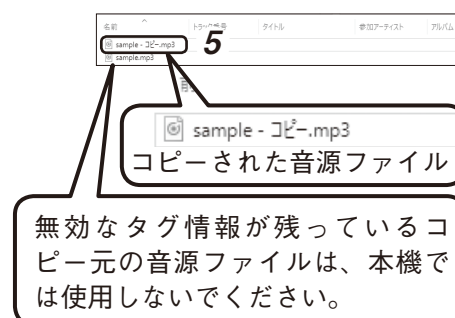 名前 トラック番号 タイトル 参加アーティスト アルバム
sample - コピー.mp3 5
sample.mp3
sample - コピー.mp3
コピーされた音源ファイル
無効なタグ情報が残っているコ
ピー元の音源ファイルは、本機で
は使用しないでください。